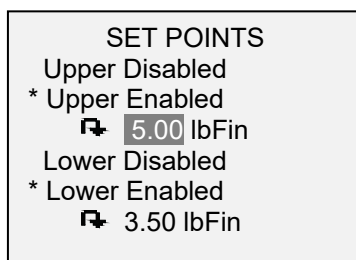 SET POINTS
Upper Disabled
* Upper Enabled
5.00 lbFin
Lower Disabled
* Lower Enabled
3.50 lbFin